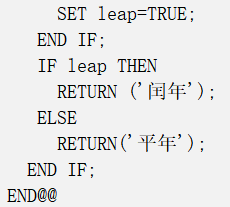 SET leap=TRUE;
END IF;
IF leap THEN
RETURN ('闰年');
ELSE
RETURN('平年');
END IF;
END@@